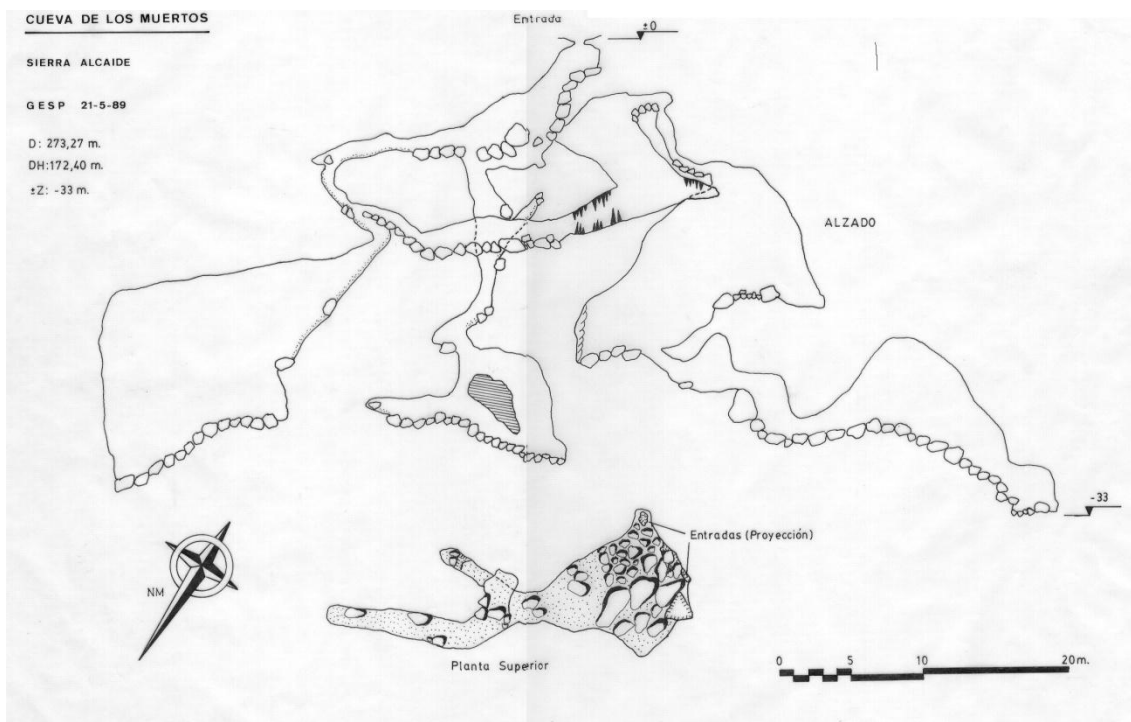 CUEVA DE LOS MUERTOS
SIERRA ALCAIDE
GESP 21-5-89
D: 273,27 m.
DH: 172,40 m.
±Z: -33 m.
Entrada
±0
ALZADO
-33
NM
Entradas (Proyección)
Planta Superior
0 5 10 20 m.